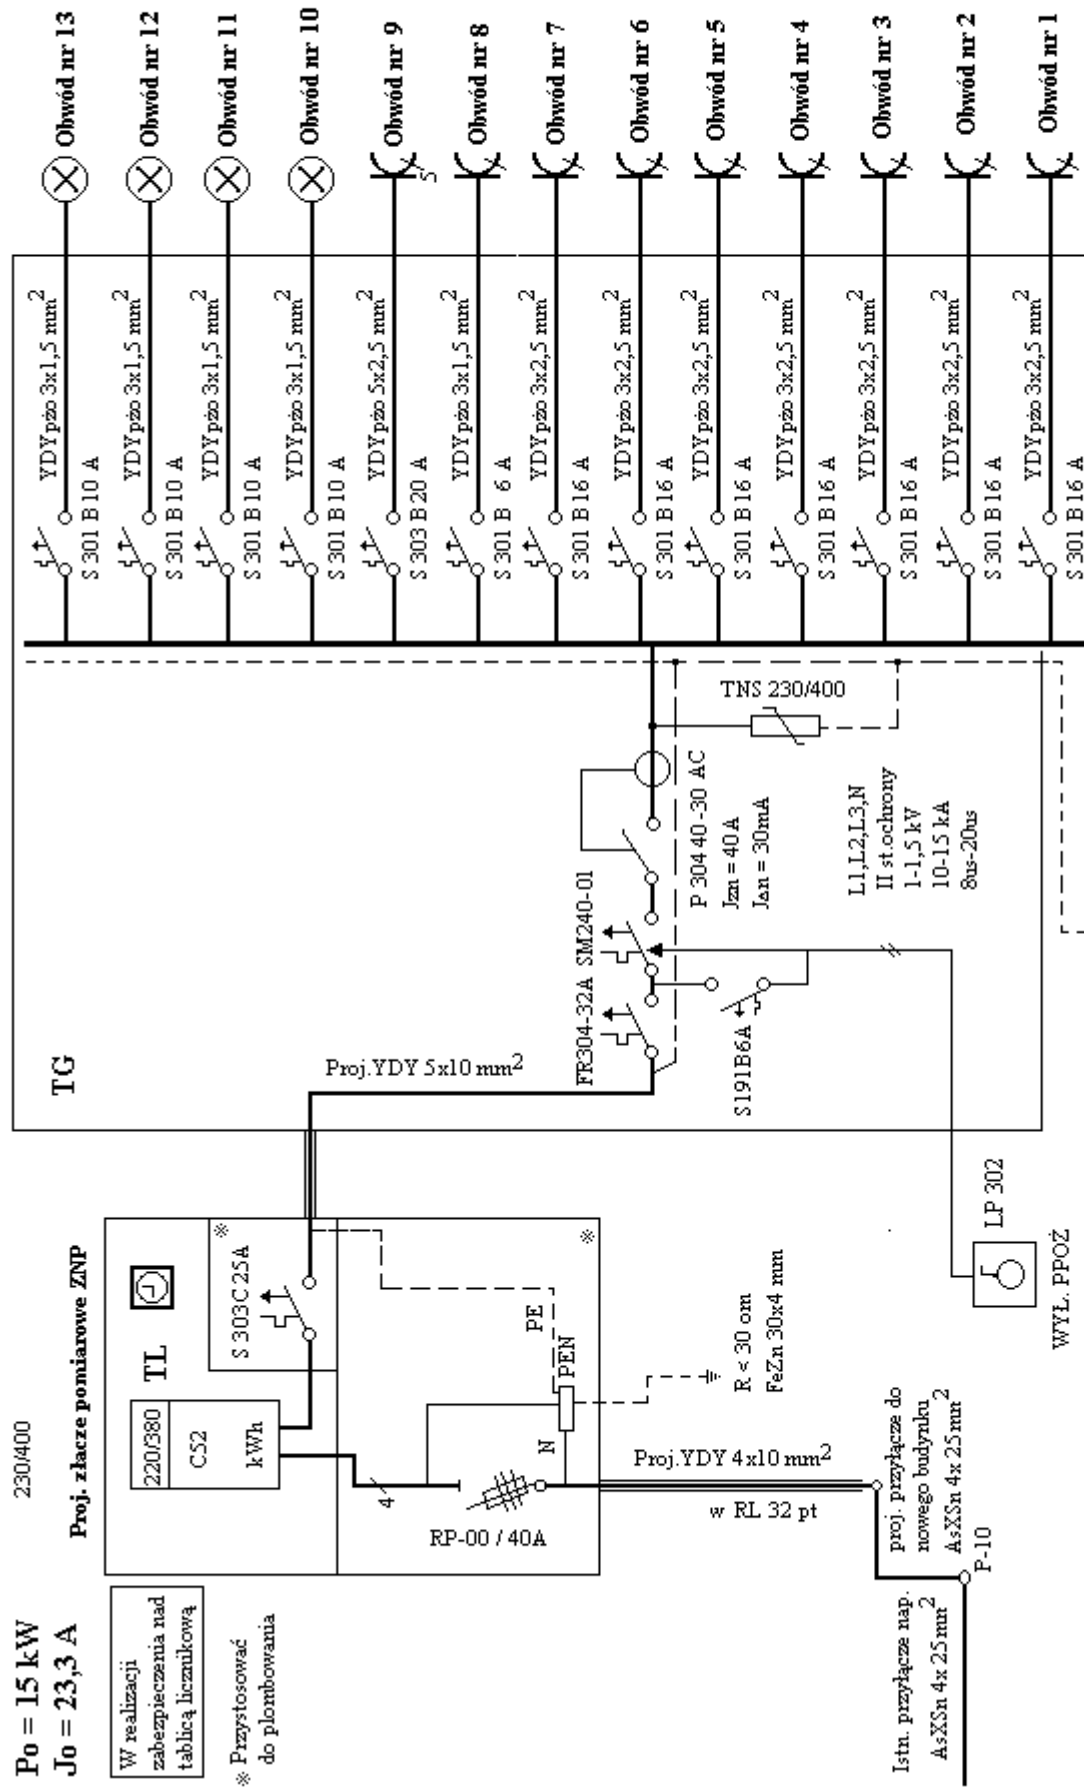 Po = 15 kW
Jo = 23,3 A
230/400
W realizacji
zabezpieczenia nad
tablicą licznikową
※ Przystosować
do plombowania
Proj. złacze pomiarowe ZNP
TL
220/380
C52
kWh
S 303C 25A
※
※
4
RP-00 / 40A
N
PE
PEN
R < 30 om
FeZn 30x4 mm
Proj.YDY 4x10 mm2
w RL 32 pt
proj. przyłącze do
nowego budynku
AsXSn 4x 25mm2
P-10
Istn. przyłącze nap.
AsXSn 4x 25mm2
LP 302
WYŁ. PPOŻ
TG
Proj.YDY 5x10 mm2
FR304-32A
SM240-01
S191B6A
P 304 40-30 AC
Jzn = 40A
JΔn = 30mA
TNS 230/400
L1,L2,L3,N
II st.ochrony
1-1,5 kV
10-15 kA
8us-20us
S 301 B10 A YDYpżo 3x1,5 mm2 Obwód nr 13
S 301 B10 A YDYpżo 3x1,5 mm2 Obwód nr 12
S 301 B10 A YDYpżo 3x1,5 mm2 Obwód nr 11
S 301 B10 A YDYpżo 3x1,5 mm2 Obwód nr 10
S 303 B20 A YDYpżo 5x2,5 mm2 S Obwód nr 9
S 301 B 6 A YDYpżo 3x1,5 mm2 Obwód nr 8
S 301 B16 A YDYpżo 3x2,5 mm2 Obwód nr 7
S 301 B16 A YDYpżo 3x2,5 mm2 Obwód nr 6
S 301 B16 A YDYpżo 3x2,5 mm2 Obwód nr 5
S 301 B16 A YDYpżo 3x2,5 mm2 Obwód nr 4
S 301 B16 A YDYpżo 3x2,5 mm2 Obwód nr 3
S 301 B16 A YDYpżo 3x2,5 mm2 Obwód nr 2
S 301 B16 A YDYpżo 3x2,5 mm2 Obwód nr 1